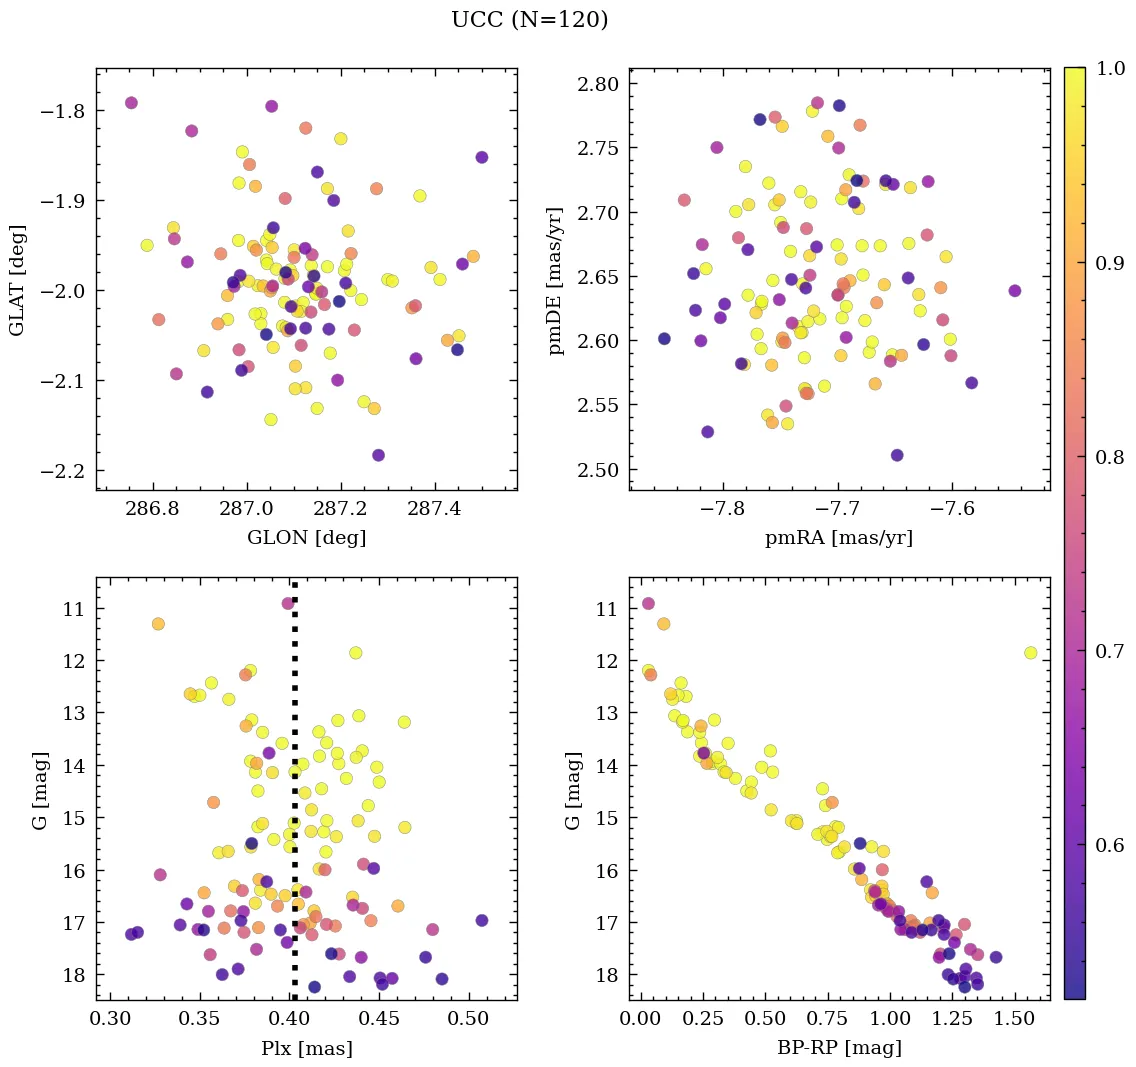 UCC (N=120)
−1.8
−1.9
−2.0
−2.1
−2.2
GLAT [deg]
286.8 287.0 287.2 287.4
GLON [deg]
2.80
2.75
2.70
2.65
2.60
2.55
2.50
pmDE [mas/yr]
−7.8 −7.7 −7.6
pmRA [mas/yr]
11
12
13
14
15
16
17
18
G [mag]
0.30 0.35 0.40 0.45 0.50
Plx [mas]
11
12
13
14
15
16
17
18
G [mag]
0.00 0.25 0.50 0.75 1.00 1.25 1.50
BP-RP [mag]
1.0
0.9
0.8
0.7
0.6